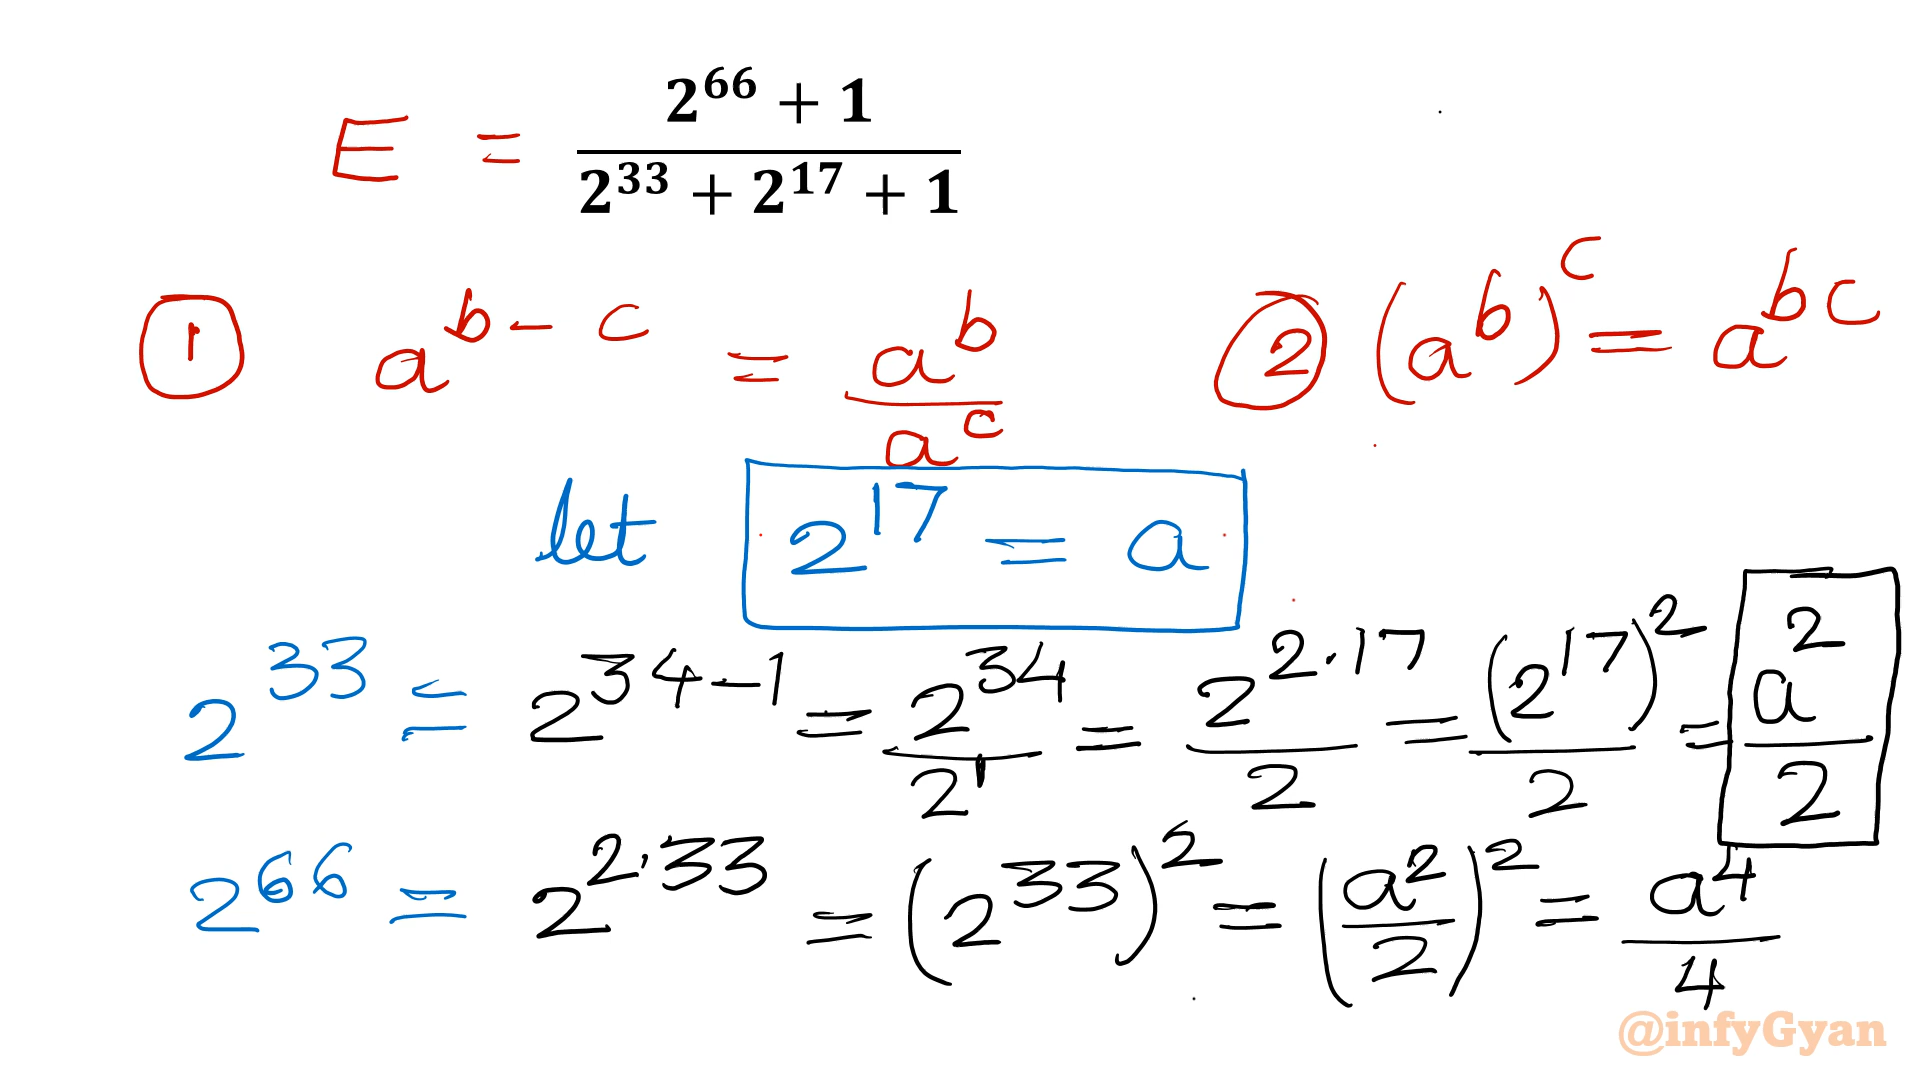 E = (2^66 + 1)/(2^33 + 2^17 + 1)
① a^(b-c) = a^b/a^c ② (a^b)^c = a^(bc)
let 2^17 = a
2^33 = 2^(34-1) = 2^34/2^1 = 2^(2·17)/2 = (2^17)^2/2 = a^2/2
2^66 = 2^(2·33) = (2^33)^2 = (a^2/2)^2 = a^4/4
@infyGyan